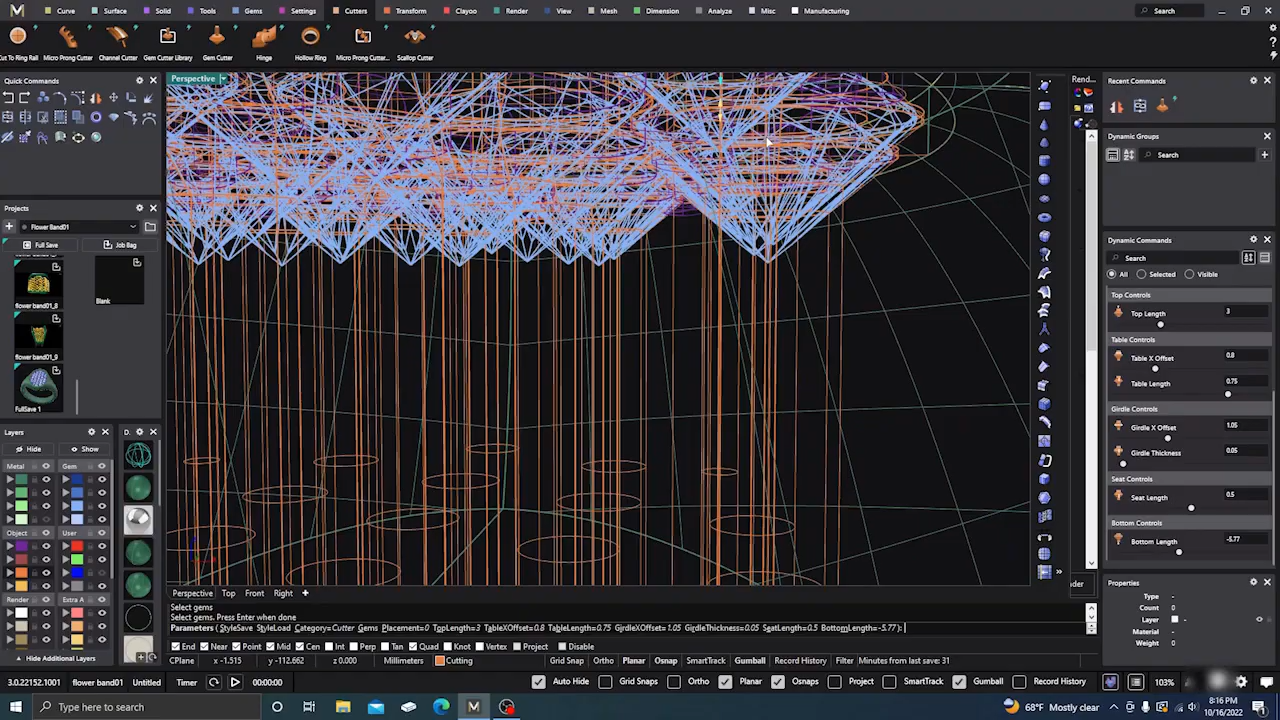 Curve Surface Solid Tools Gems Settings Cutters Transform Clayoo Render View Mesh Dimension Analyze Misc Manufacturing Search
Cut To Ring Rail Micro Prong Cutter Channel Cutter Gem Cutter Library Gem Cutter Hinge Hollow Ring Micro Prong Cutter... Scallop Cutter
Quick Commands
Perspective
Rend...
Recent Commands
Dynamic Groups
Search
Projects
Flower Band01
Full Save Job Bag
flower band01_8
Blank
flower band01_9
FullSave 1
Dynamic Commands
Search
All Selected Visible
Top Controls
Top Length 3
Table Controls
Table X Offset 0.8
Table Length 0.75
Girdle Controls
Girdle X Offset 1.05
Girdle Thickness 0.05
Seat Controls
Seat Length 0.5
Bottom Controls
Bottom Length -5.77
Layers
D.
Hide Show
Metal Gem
Object User
Render Extra A
Hide Additional Layers
Properties
Type -
Count 0
Layer -
Material -
Weight 0
Perspective Top Front Right
Select gems
Select gems. Press Enter when done
Parameters ( StyleSave StyleLoad Category=Cutter Gems Placement=0 TopLength=3 TableXOffset=0.8 TableLength=0.75 GirdleXOffset=1.05 GirdleThickness=0.05 SeatLength=0.5 BottomLength=-5.77 ):
End Near Point Mid Cen Int Perp Tan Quad Knot Vertex Project Disable
CPlane x -1.515 y -112.662 z 0.000 Millimeters Cutting Grid Snap Ortho Planar Osnap SmartTrack Gumball Record History Filter Minutes from last save: 31
3.0.22152.1001 flower band01 Untitled Timer 00:00:00 Auto Hide Grid Snaps Ortho Planar Osnaps Project SmartTrack Gumball Record History 103%
Type here to search
68°F Mostly clear
8:16 PM
10/16/2022